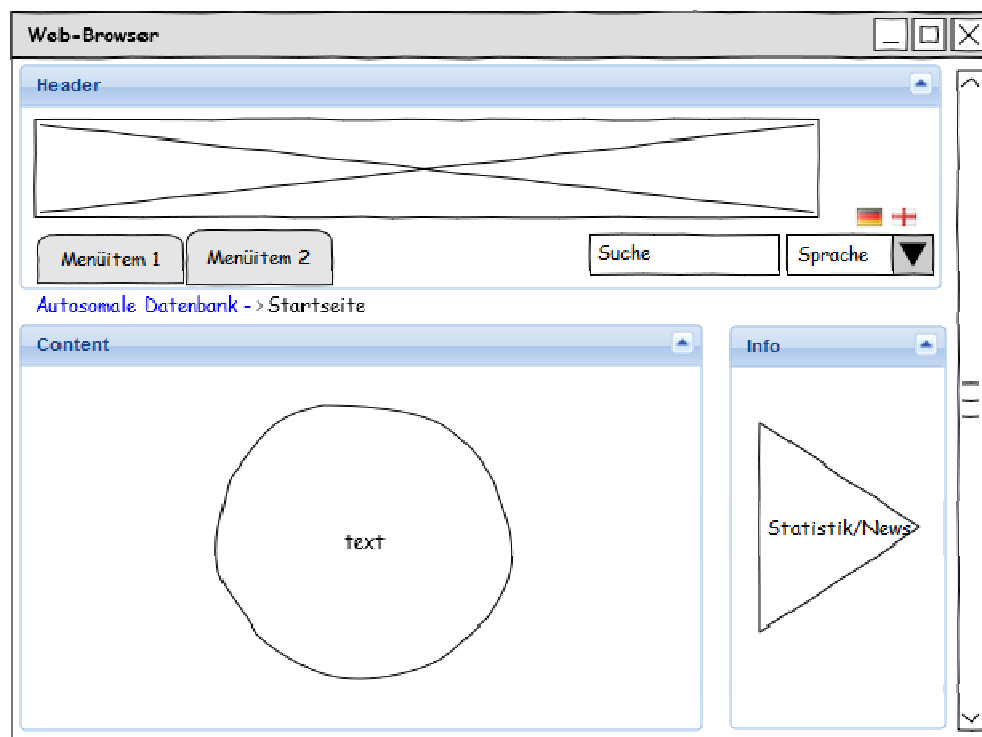 Web-Browser
Header
Menüitem 1
Menüitem 2
Suche
Sprache
Autosomale Datenbank -> Startseite
Content
Info
text
Statistik/News